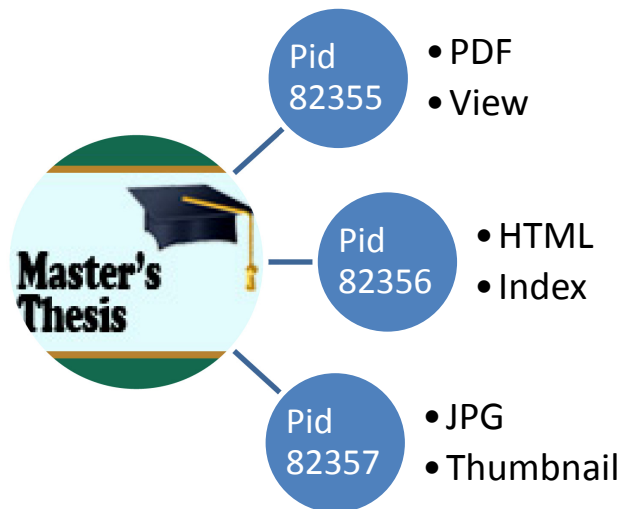 Pid
82355
• PDF
• View
Master's
Thesis
Pid
82356
• HTML
• Index
Pid
82357
• JPG
• Thumbnail